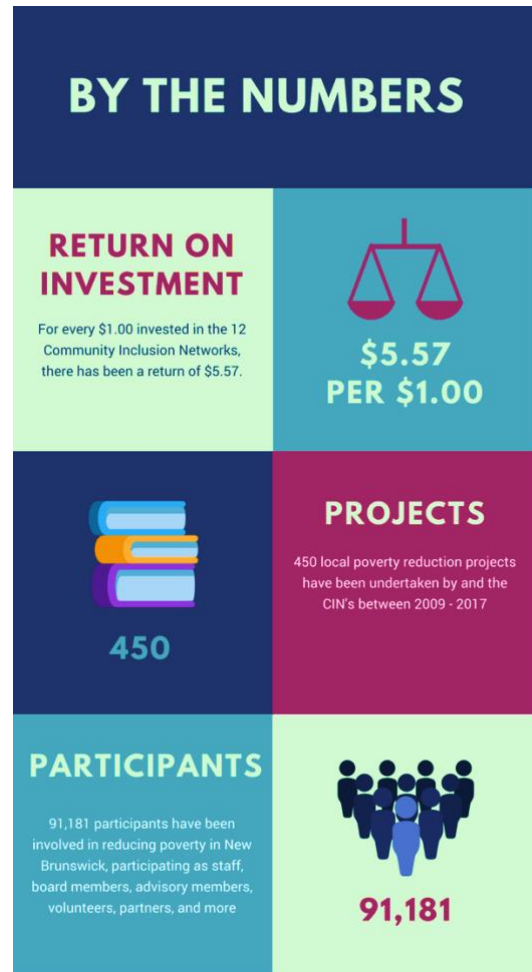 BY THE NUMBERS
RETURN ON
INVESTMENT
For every $1.00 invested in the 12
Community Inclusion Networks,
there has been a return of $5.57.
$5.57
PER $1.00
450
PROJECTS
450 local poverty reduction projects
have been undertaken by and the
CIN's between 2009 - 2017
PARTICIPANTS
91,181 participants have been
involved in reducing poverty in New
Brunswick, participating as staff,
board members, advisory members,
volunteers, partners, and more
91,181